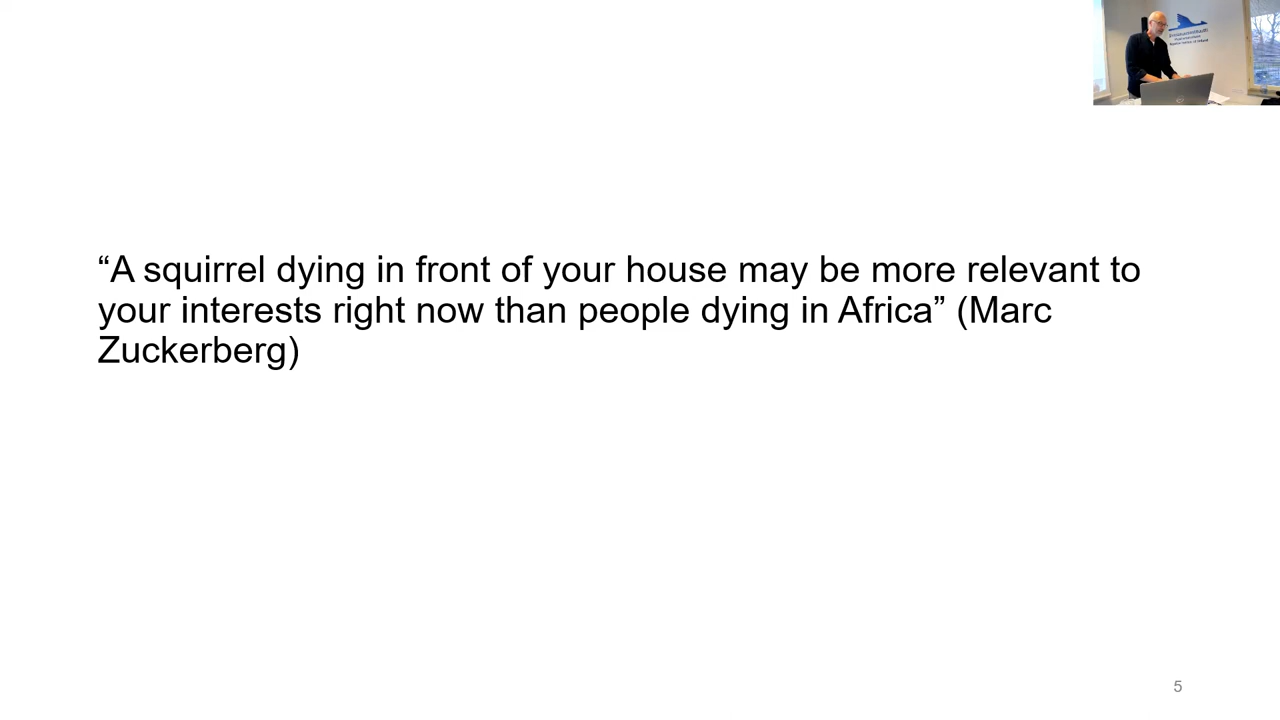 “A squirrel dying in front of your house may be more relevant to
your interests right now than people dying in Africa” (Marc
Zuckerberg)
5